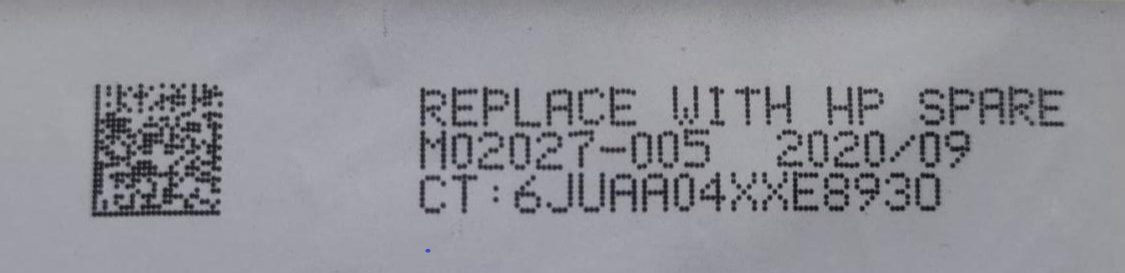 REPLACE WITH HP SPARE
M02027-005 2020/09
CT:6JUAA04XXE8930